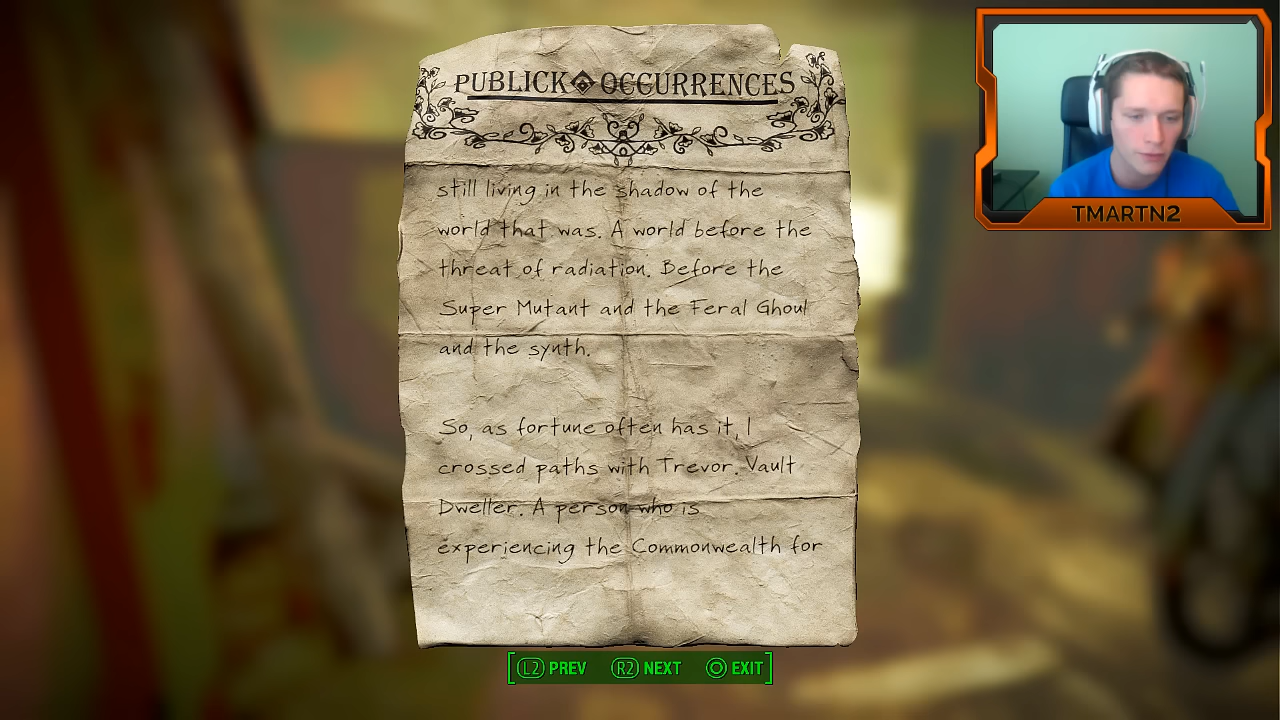 PUBLICK OCCURRENCES
still living in the shadow of the
world that was. A world before the
threat of radiation. Before the
Super Mutant and the Feral Ghoul
and the synth.
So, as fortune often has it, I
crossed paths with Trevor. Vault
Dweller. A person who is
experiencing the Commonwealth for
L2 PREV R2 NEXT EXIT
TMARTN2